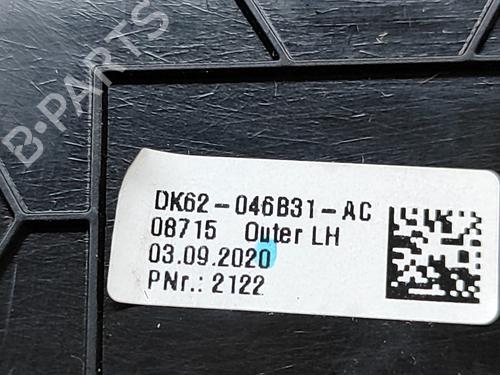 B-PARTS
DK62-046B31-AC
08715 Outer LH
03.09.2020
PNr.: 2122